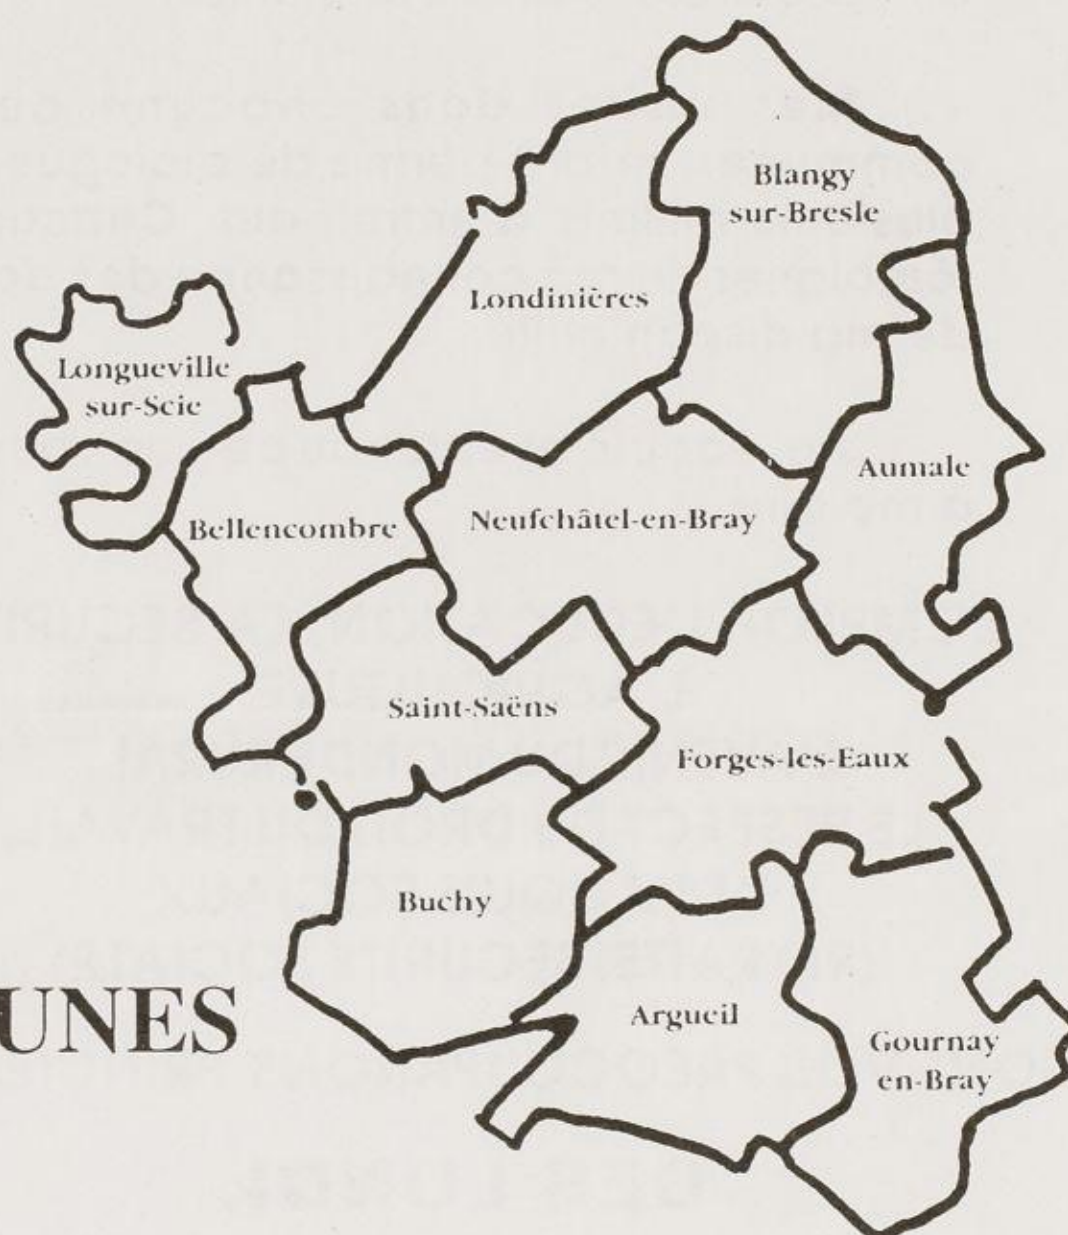 Blangy
sur-Bresle
Londinières
Longueville
sur-Scie
Aumale
Bellencombre
Neufchâtel-en-Bray
Saint-Saëns
Forges-les-Eaux
Buchy
UNES
Argueil
Gournay
en-Bray